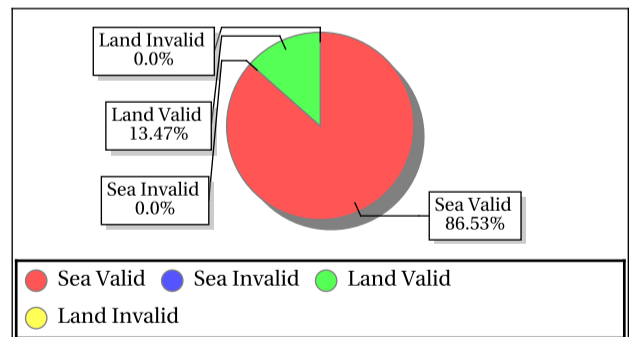 Land Invalid
0.0%
Land Valid
13.47%
Sea Invalid
0.0%
Sea Valid
86.53%
Sea Valid Sea Invalid Land Valid
Land Invalid